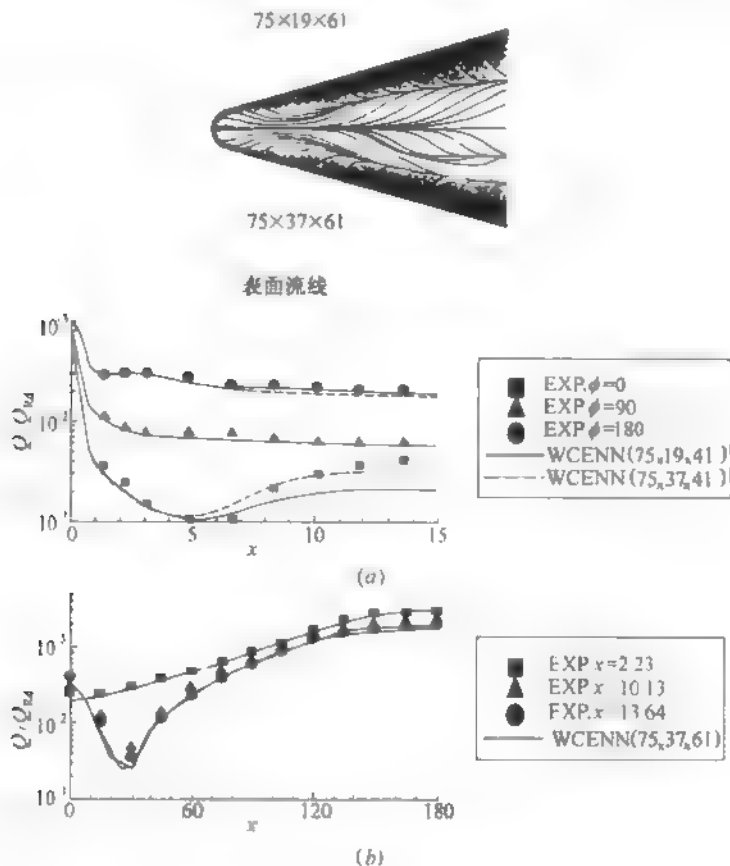 75×19×61
75×37×61
表面流线
Q/Q_Rd
10^2
10^1
0
5
10
15
x
EXP.φ=0
EXP φ=90
EXP φ=180
WCENN(75,19,41)
WCENN(75,37,41)
(a)
Q/Q_Rd
10^3
10^2
10^1
0
60
120
180
x
EXP x=2 23
EXP x 10 13
EXP. x 13 64
WCENN(75,37,61)
(b)